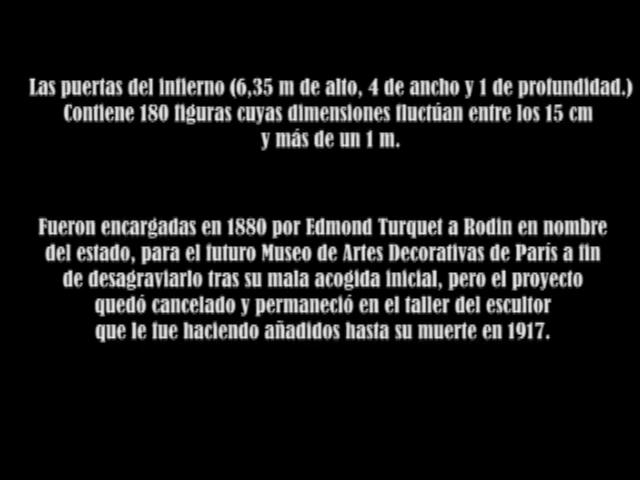 Las puertas del infierno (6,35 m de alto, 4 de ancho y 1 de profundidad.)
Contiene 180 figuras cuyas dimensiones fluctúan entre los 15 cm
y más de un 1 m.
Fueron encargadas en 1880 por Edmond Turquet a Rodin en nombre
del estado, para el futuro Museo de Artes Decorativas de París a fin
de desagraviarlo tras su mala acogida inicial, pero el proyecto
quedó cancelado y permaneció en el taller del escultor
que le fue haciendo añadidos hasta su muerte en 1917.